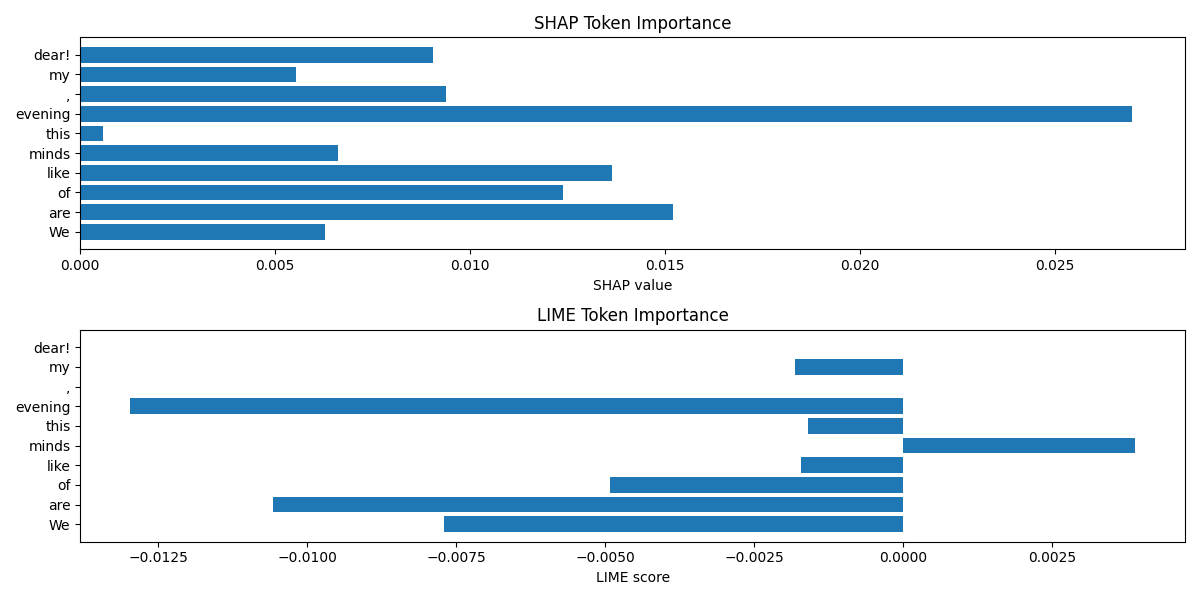 SHAP Token Importance
dear!
my
,
evening
this
minds
like
of
are
We
0.000 0.005 0.010 0.015 0.020 0.025
SHAP value
LIME Token Importance
dear!
my
,
evening
this
minds
like
of
are
We
−0.0125 −0.0100 −0.0075 −0.0050 −0.0025 0.0000 0.0025
LIME score